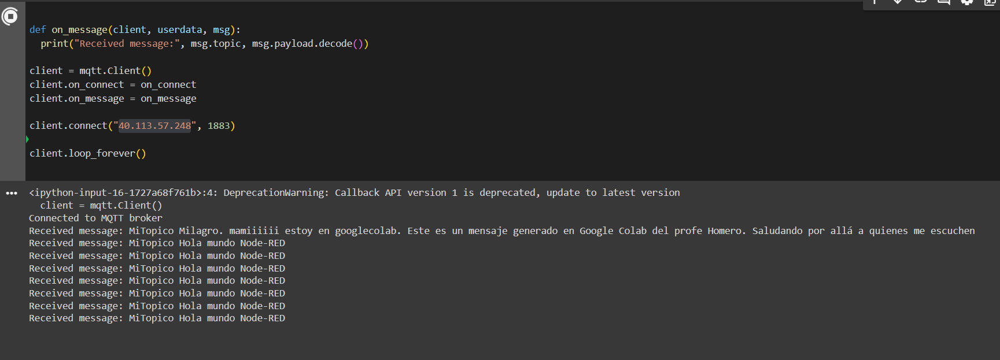 def on_message(client, userdata, msg):
  print("Received message:", msg.topic, msg.payload.decode())
client = mqtt.Client()
client.on_connect = on_connect
client.on_message = on_message
client.connect("40.113.57.248", 1883)
client.loop_forever()
<ipython-input-16-1727a68f761b>:4: DeprecationWarning: Callback API version 1 is deprecated, update to latest version
  client = mqtt.Client()
Connected to MQTT broker
Received message: MiTopico Milagro. mamiiiiii estoy en googlecolab. Este es un mensaje generado en Google Colab del profe Homero. Saludando por allá a quienes me escuchen
Received message: MiTopico Hola mundo Node-RED
Received message: MiTopico Hola mundo Node-RED
Received message: MiTopico Hola mundo Node-RED
Received message: MiTopico Hola mundo Node-RED
Received message: MiTopico Hola mundo Node-RED
Received message: MiTopico Hola mundo Node-RED
Received message: MiTopico Hola mundo Node-RED